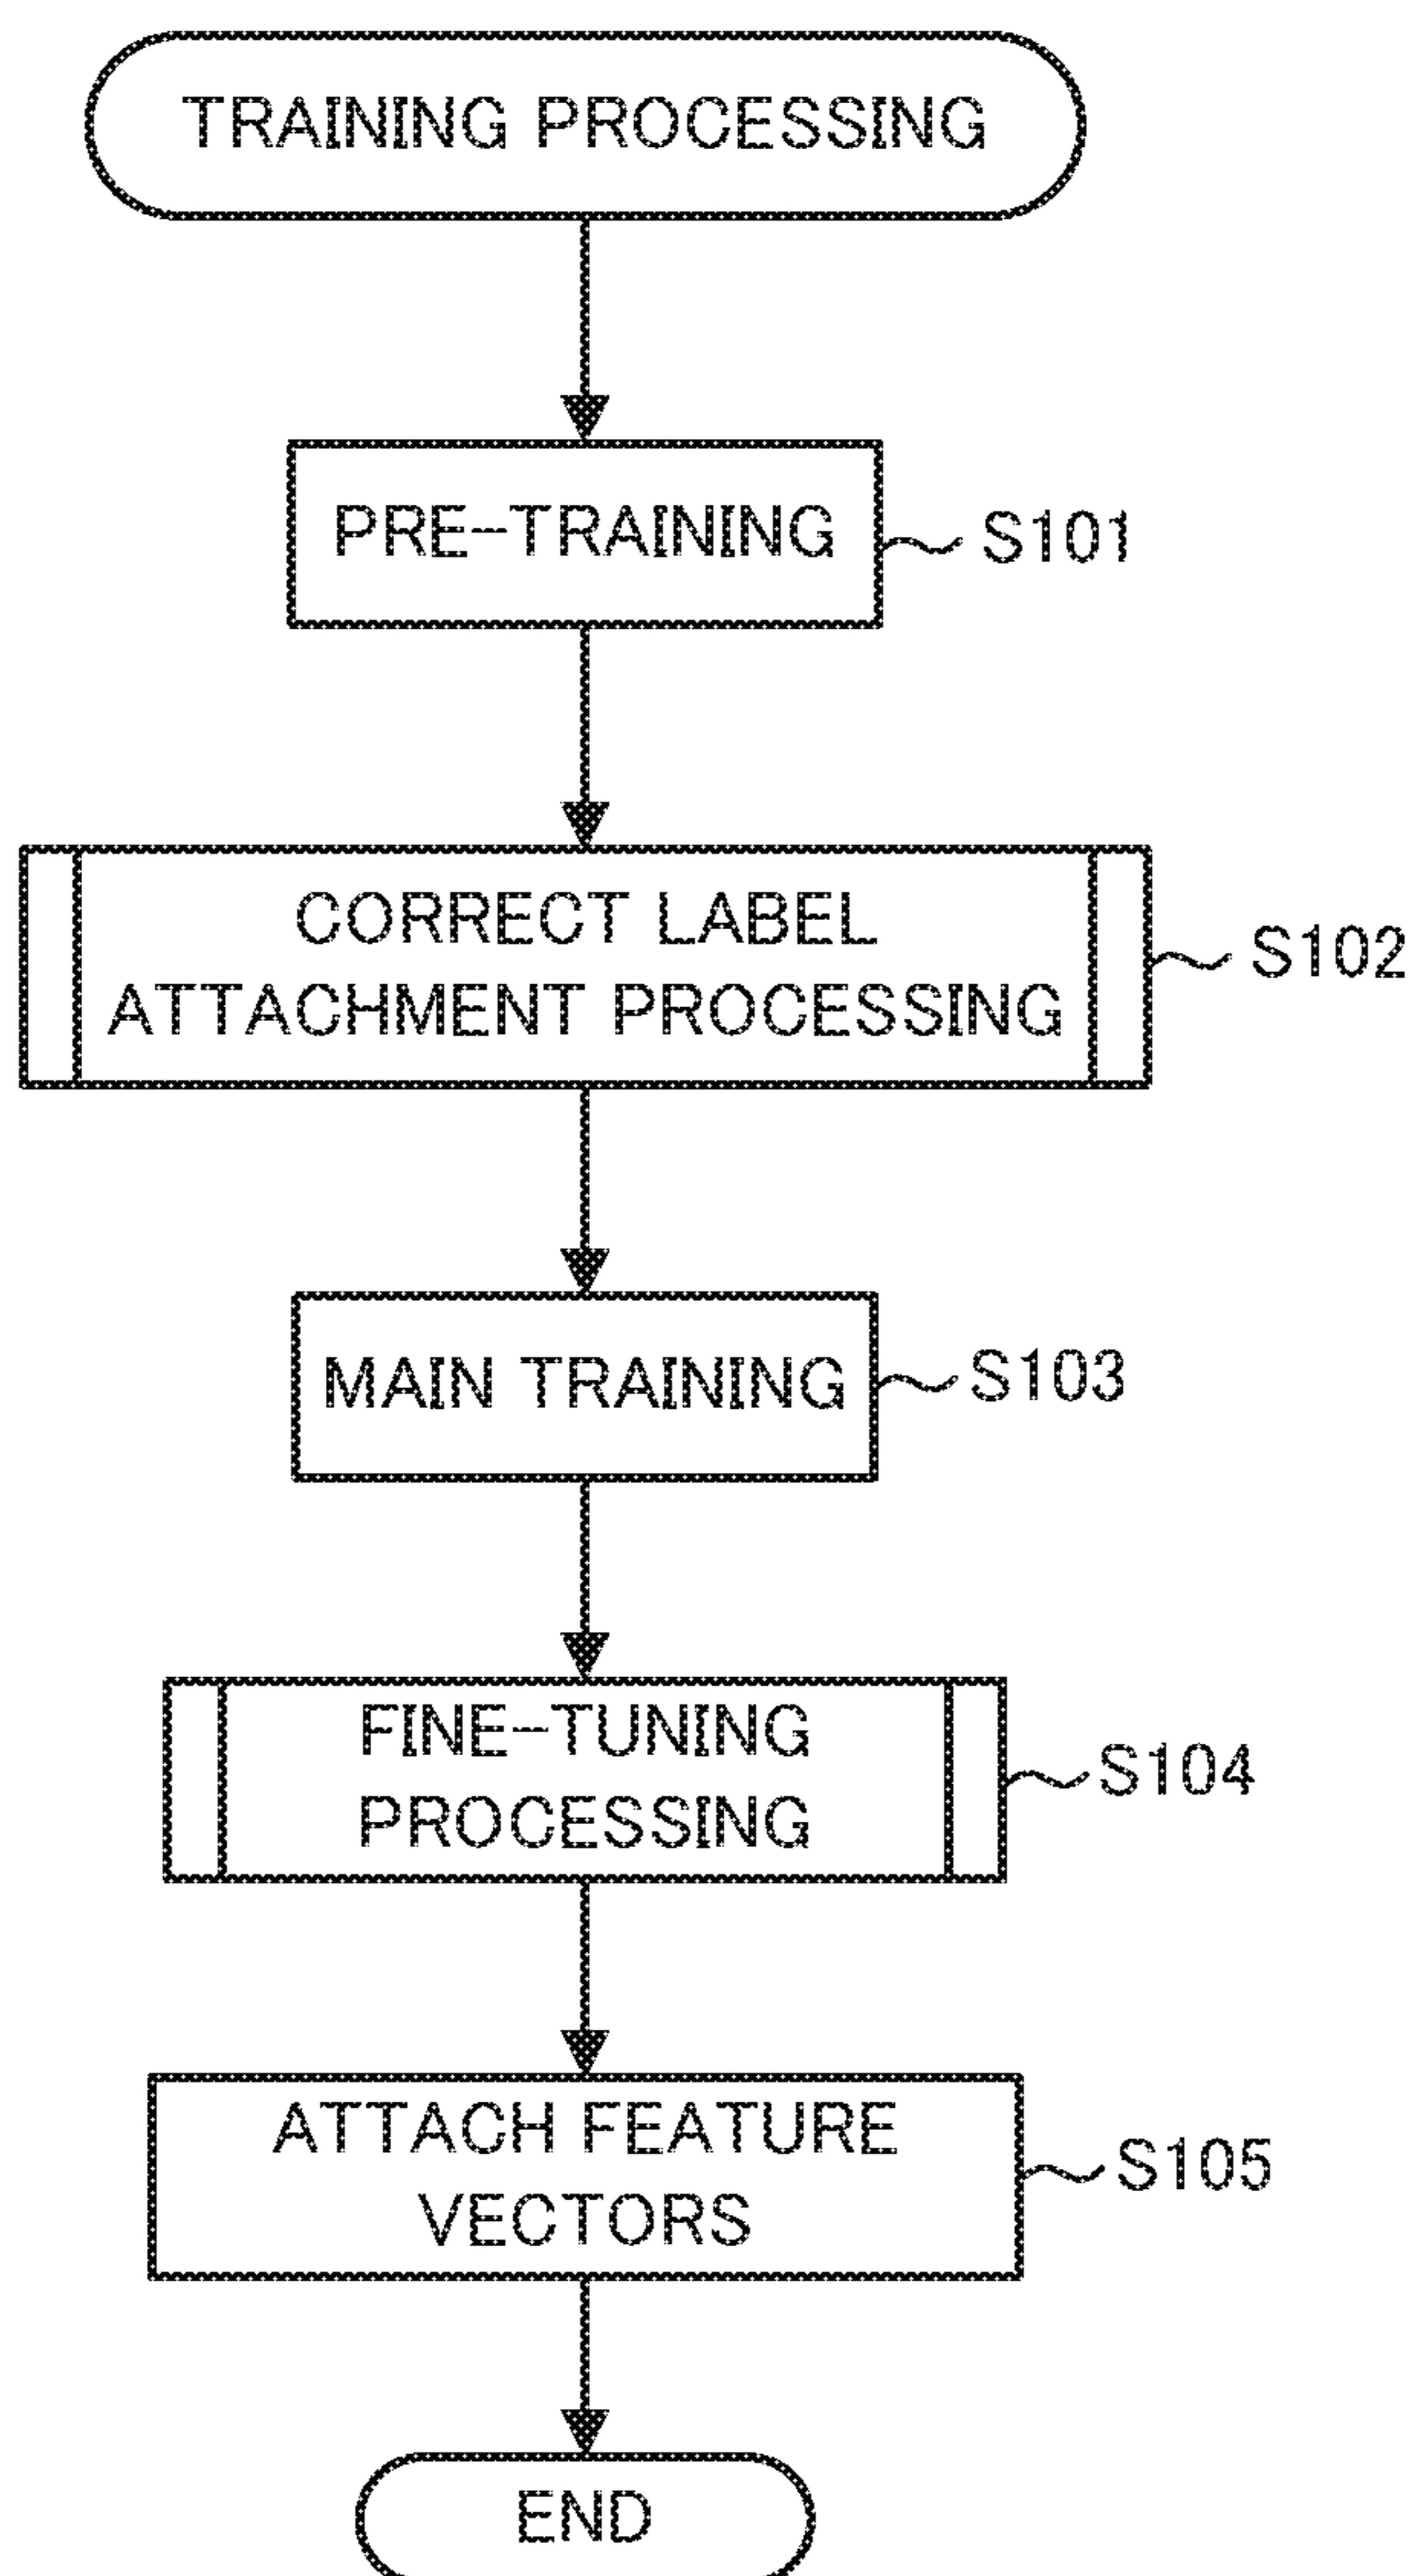 TRAINING PROCESSING
PRE-TRAINING
S101
CORRECT LABEL
ATTACHMENT PROCESSING
S102
MAIN TRAINING
S103
FINE-TUNING
PROCESSING
S104
ATTACH FEATURE
VECTORS
S105
END